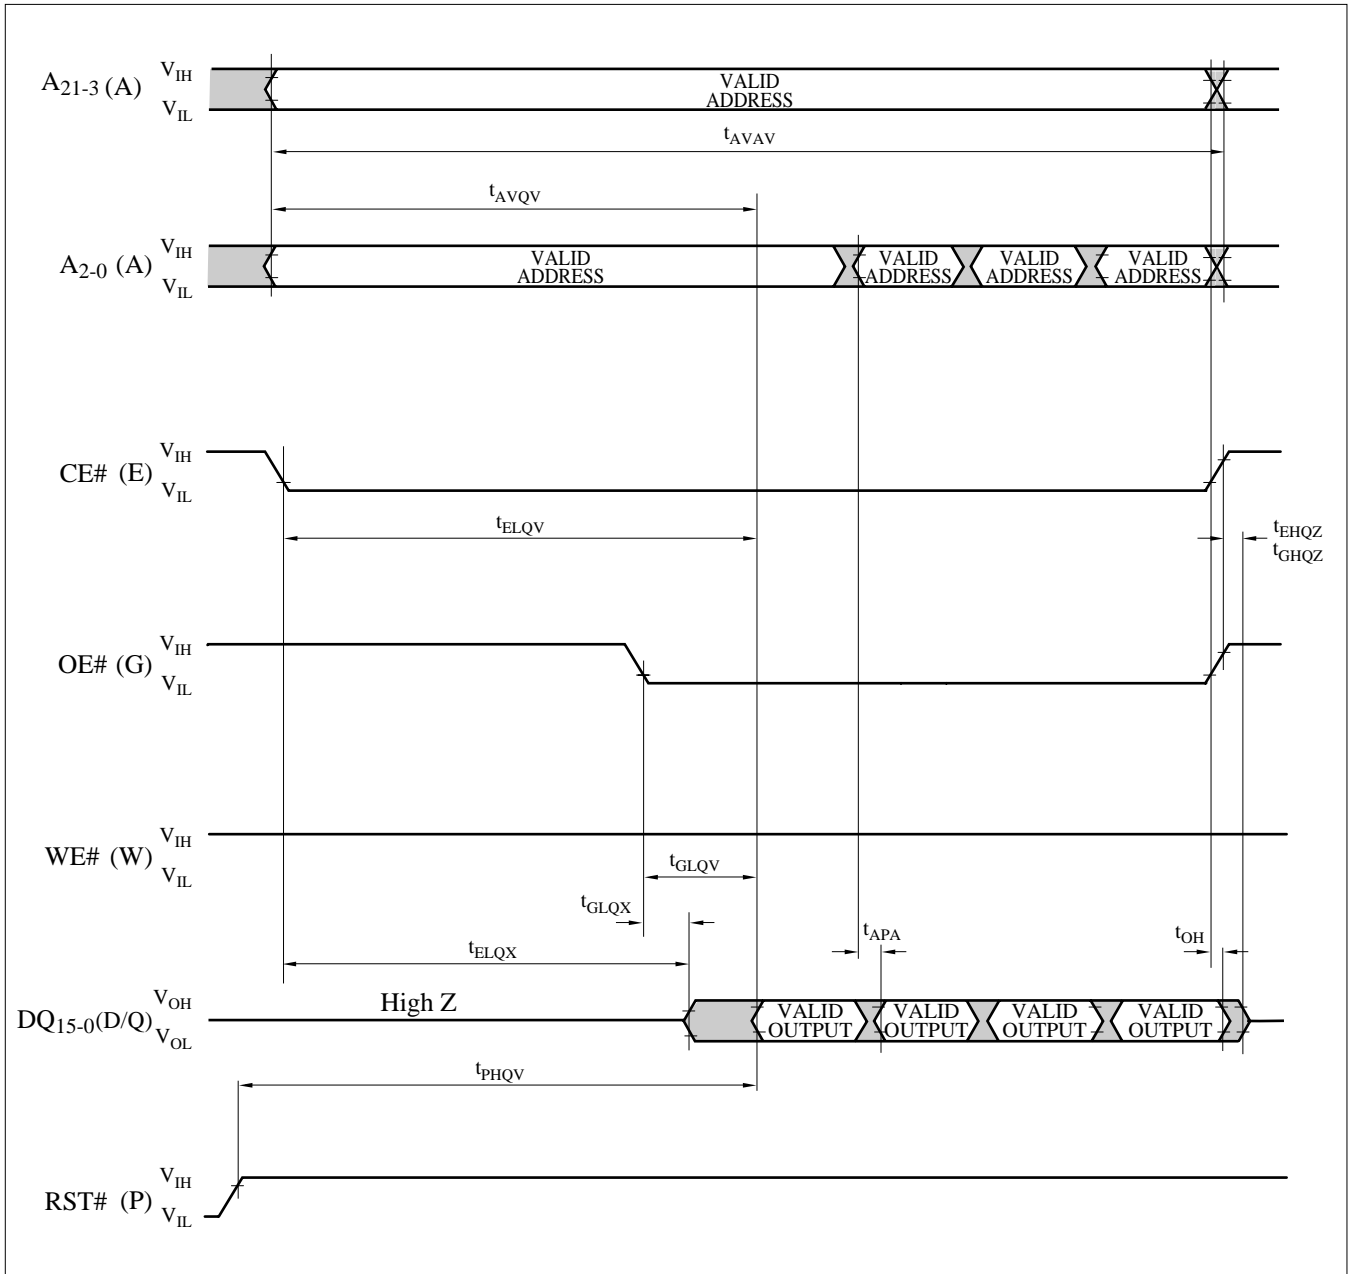 A21-3 (A)
VIH
VIL
VALID
ADDRESS
tAVAV
tAVQV
A2-0 (A)
VIH
VIL
VALID
ADDRESS
VALID
ADDRESS
VALID
ADDRESS
VALID
ADDRESS
CE# (E)
VIH
VIL
tELQV
tEHQZ
tGHQZ
OE# (G)
VIH
VIL
WE# (W)
VIH
VIL
tGLQV
tGLQX
tELQX
tAPA
tOH
DQ15-0(D/Q)
VOH
VOL
High Z
VALID
OUTPUT
VALID
OUTPUT
VALID
OUTPUT
VALID
OUTPUT
tPHQV
RST# (P)
VIH
VIL